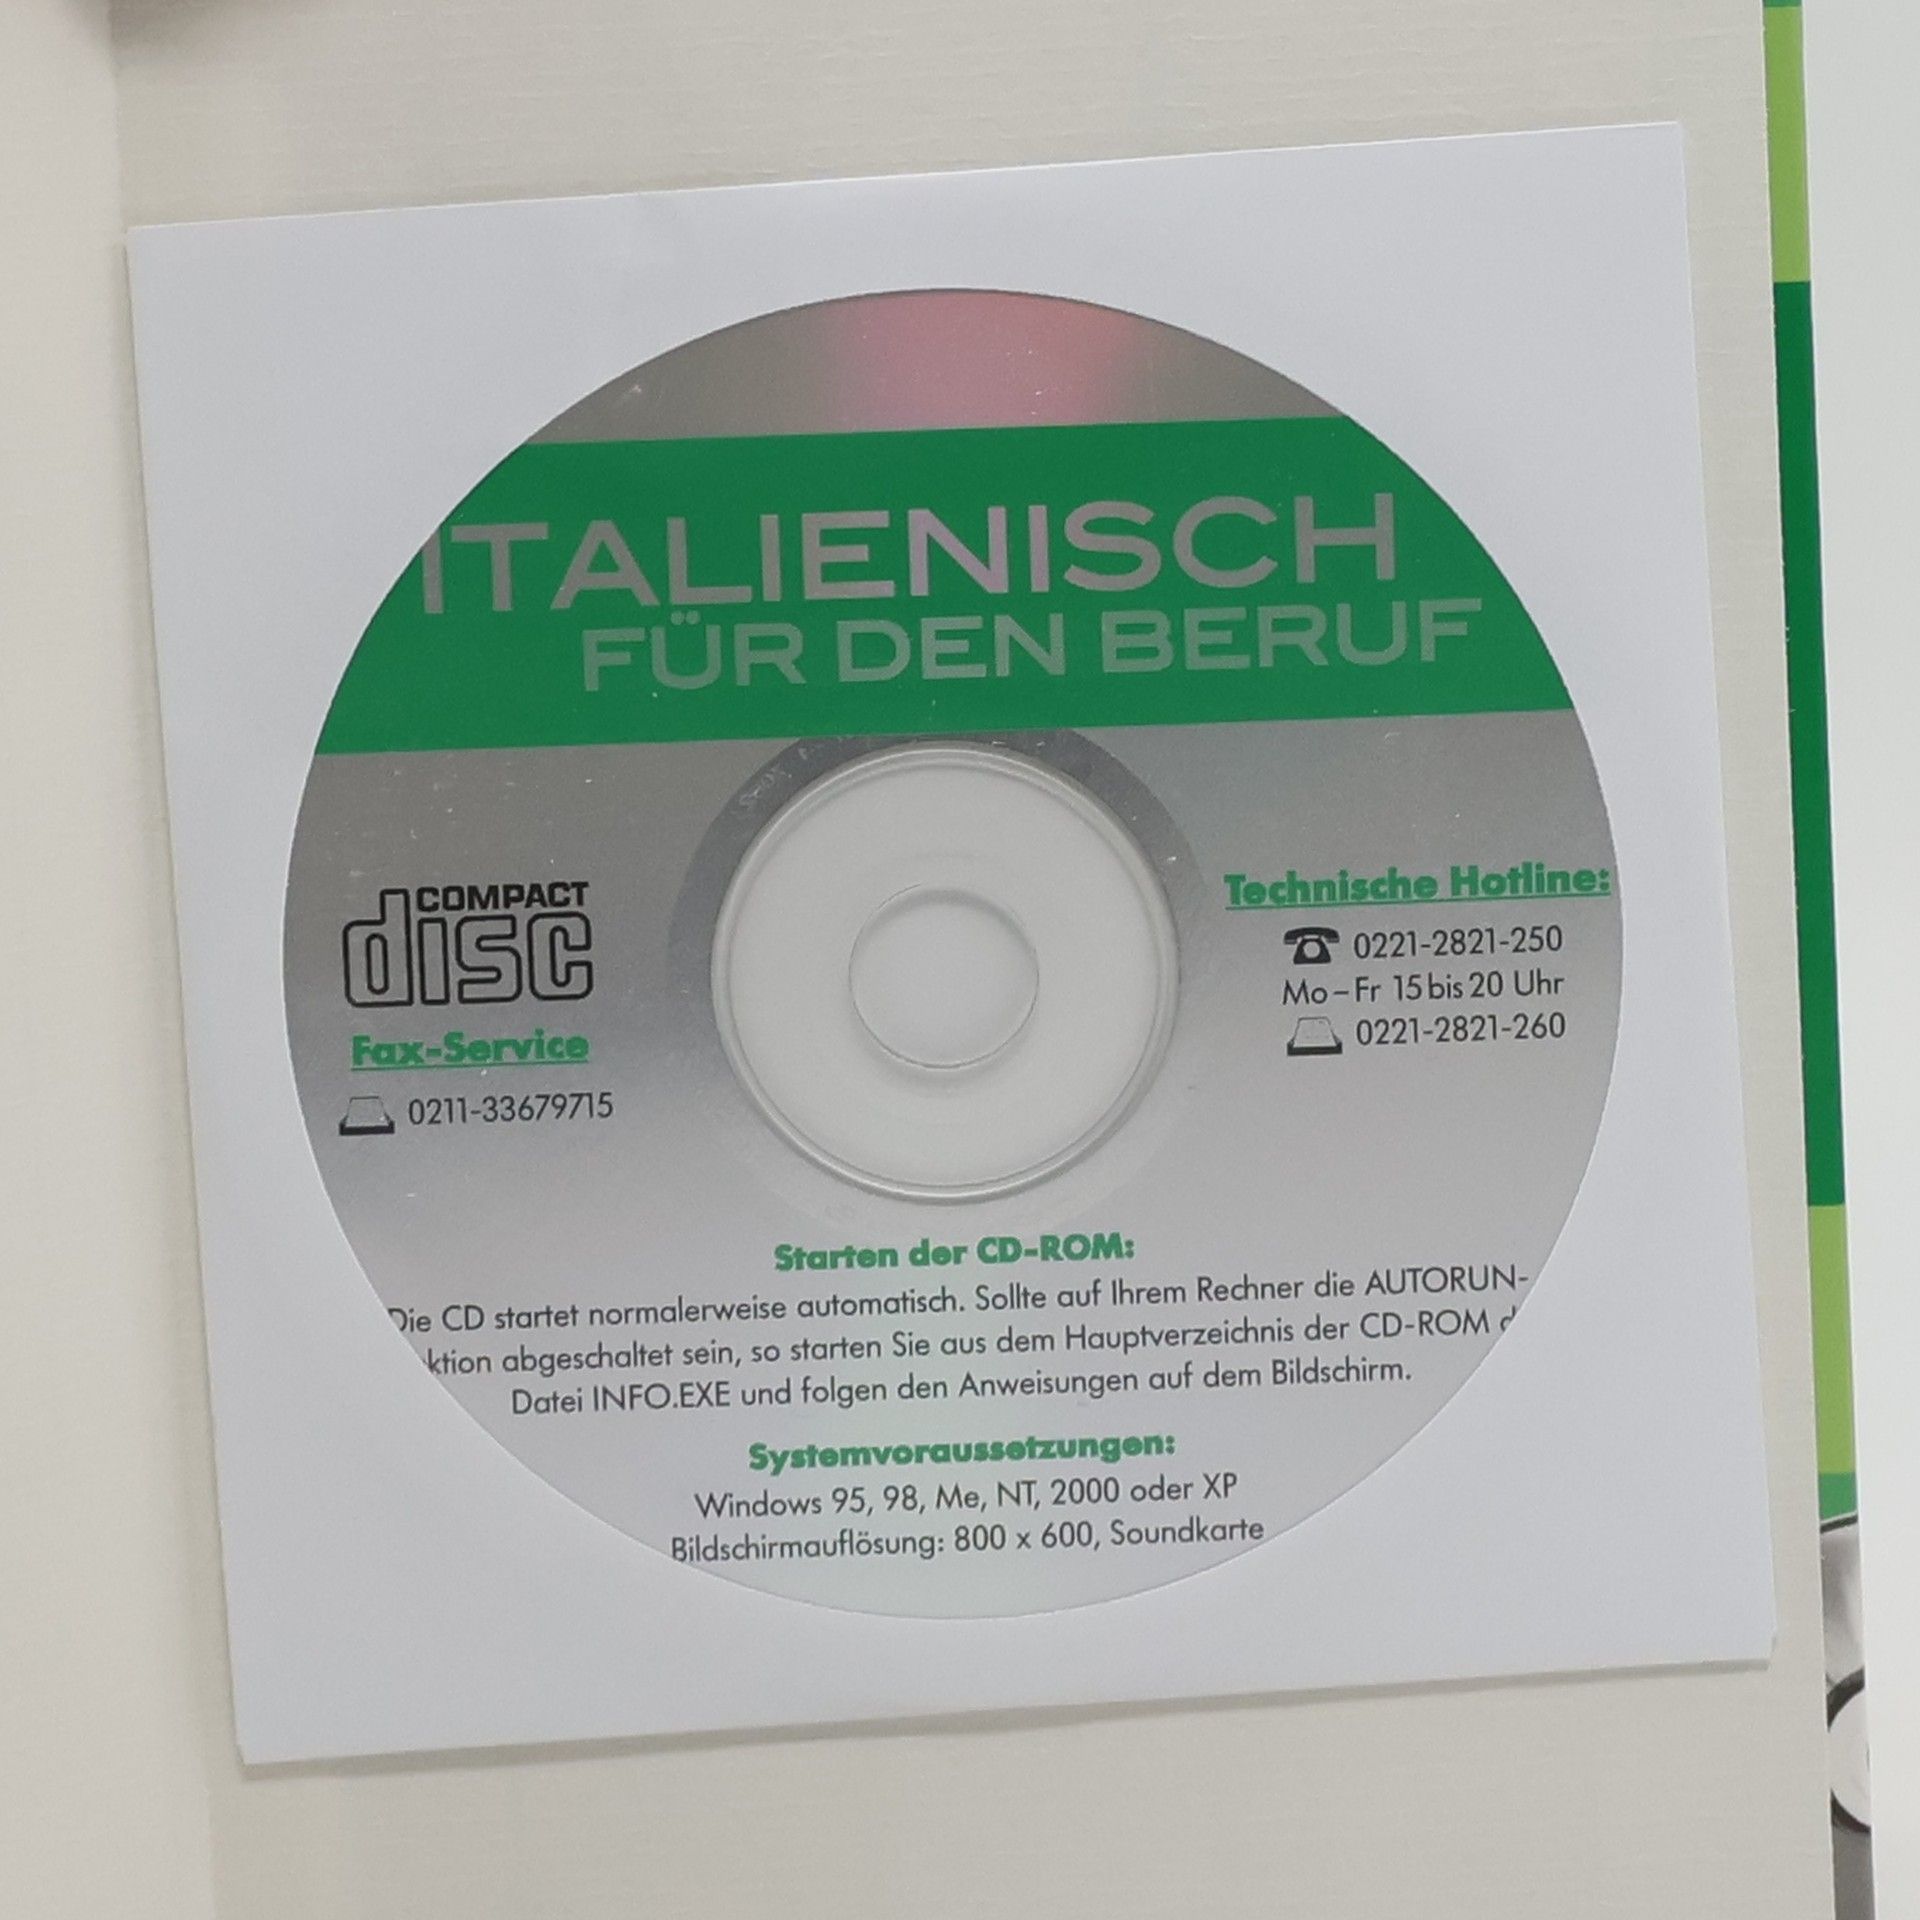 ITALIENISCH
FÜR DEN BERUF
COMPACT
disc
Fax-Service
0211-33679715
Technische Hotline:
0221-2821-250
Mo – Fr 15 bis 20 Uhr
0221-2821-260
Starten der CD-ROM:
Die CD startet normalerweise automatisch. Sollte auf Ihrem Rechner die AUTORUN-
ktion abgeschaltet sein, so starten Sie aus dem Hauptverzeichnis der CD-ROM d
Datei INFO.EXE und folgen den Anweisungen auf dem Bildschirm.
Systemvoraussetzungen:
Windows 95, 98, Me, NT, 2000 oder XP
Bildschirmauflösung: 800 x 600, Soundkarte